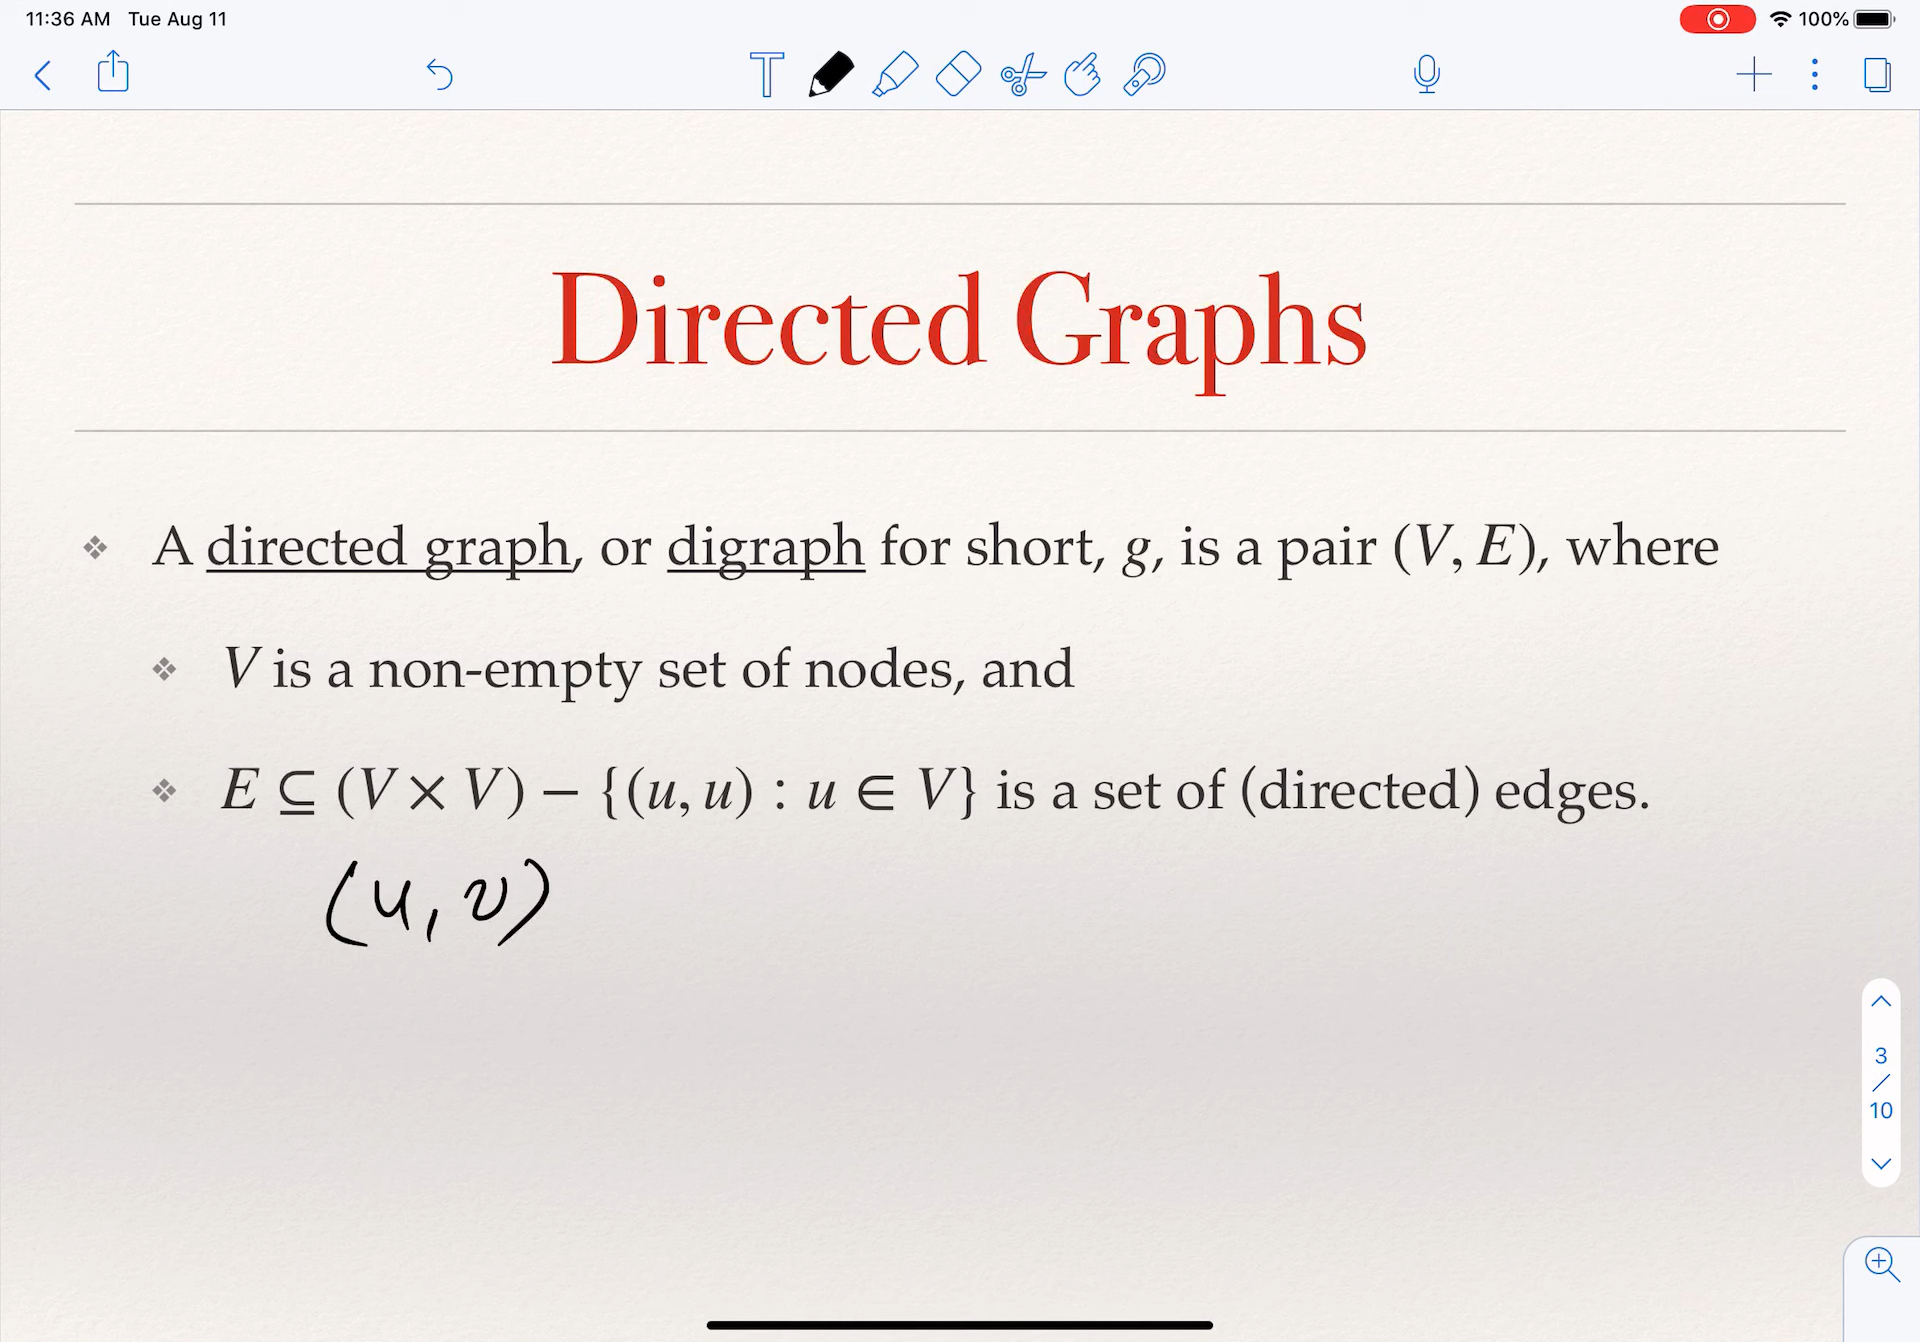 11:36 AM Tue Aug 11
100%
Directed Graphs
❖ A directed graph, or digraph for short, g, is a pair (V, E), where
❖ V is a non-empty set of nodes, and
❖ E ⊆ (V × V) − {(u, u) : u ∈ V} is a set of (directed) edges.
(u, v)
3
/
10